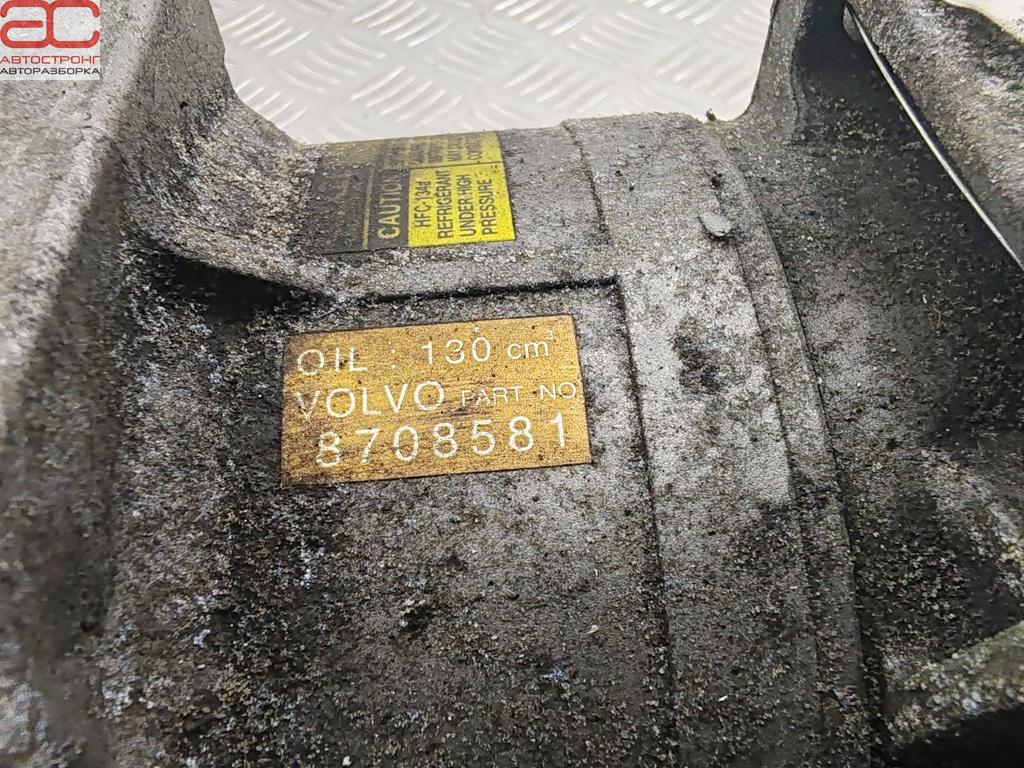 АС
АВТОСТРОНГ
АВТОРАЗБОРКА
CAUTION
HFC-134a
REFRIGERANT
UNDER HIGH
PRESSURE
OIL : 130 cm³
VOLVO PART NO
8708581